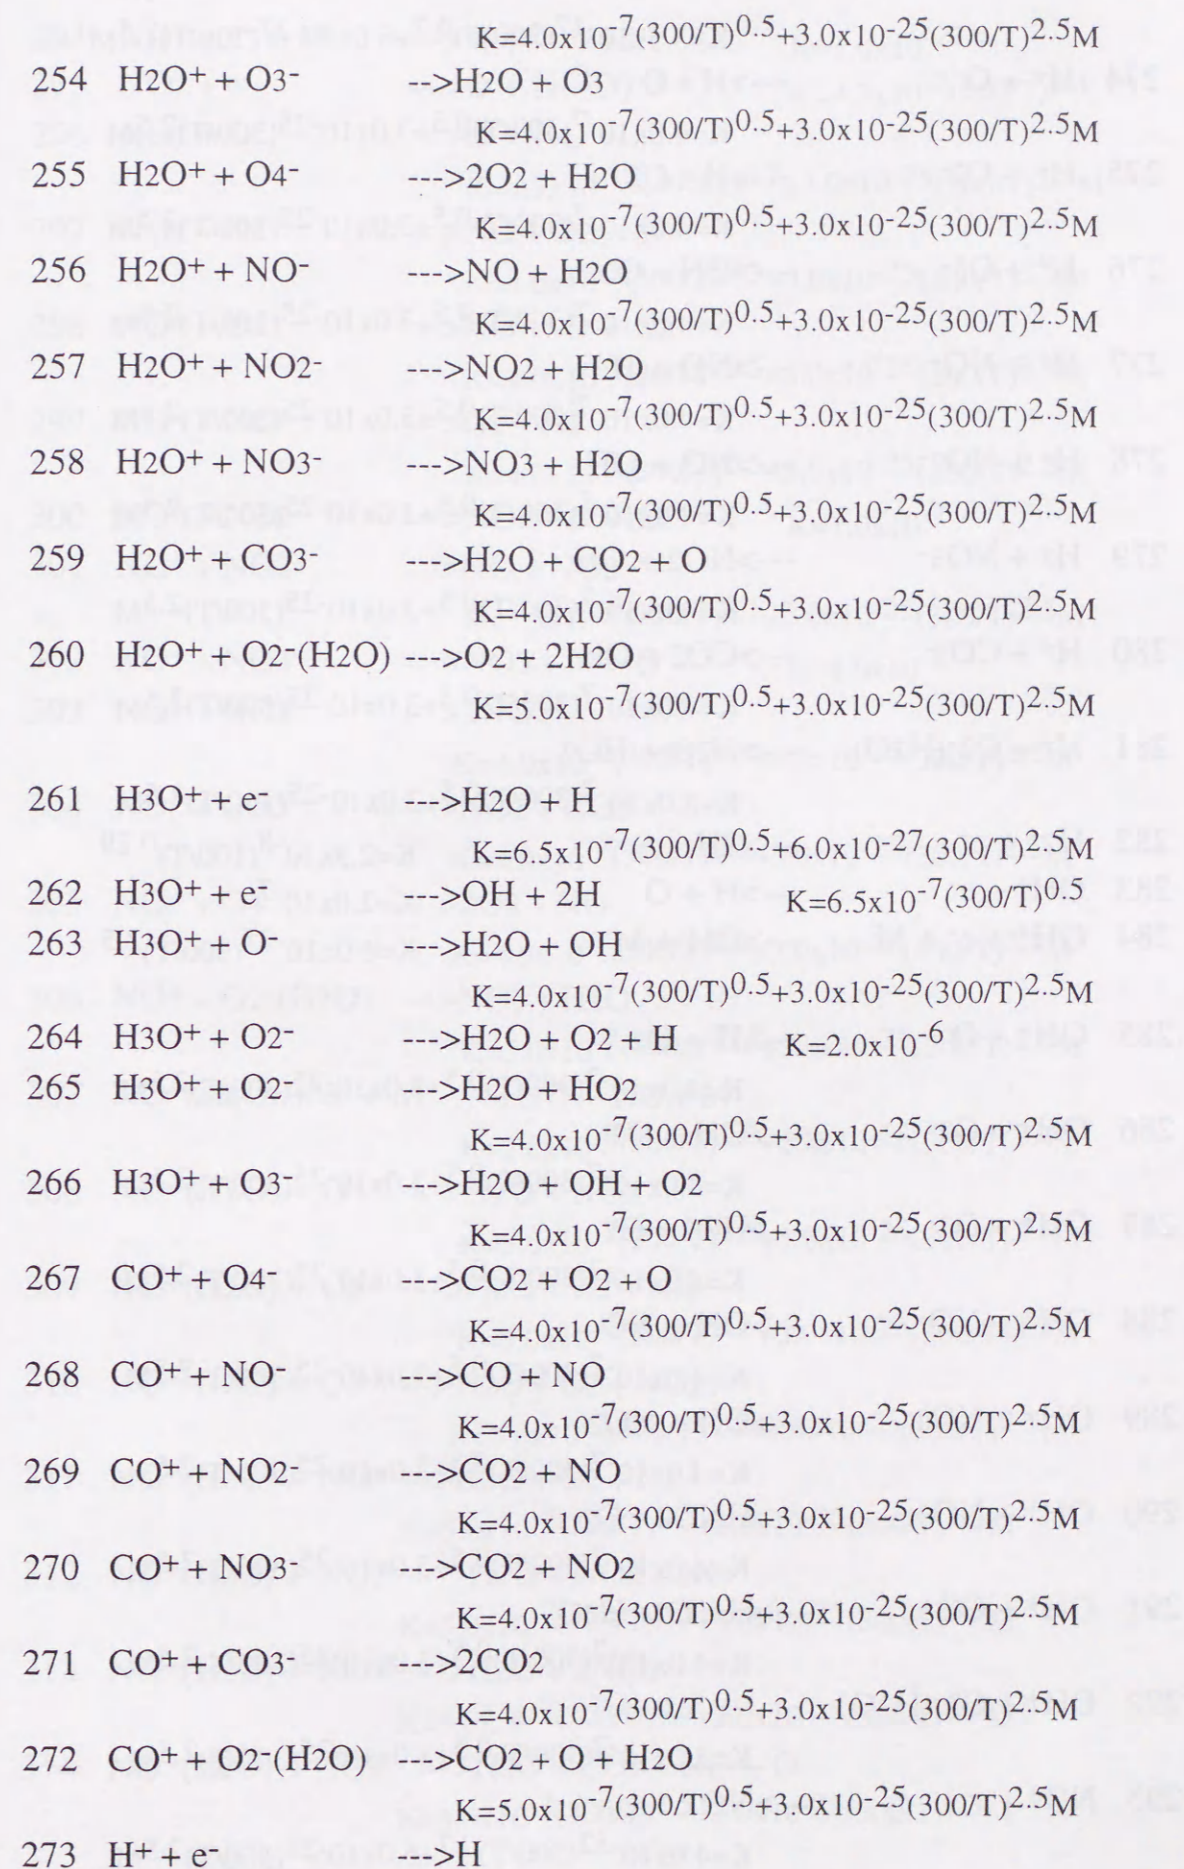 K=4.0x10-7(300/T)0.5+3.0x10-25(300/T)2.5M
254 H2O+ + O3- --->H2O + O3
K=4.0x10-7(300/T)0.5+3.0x10-25(300/T)2.5M
255 H2O+ + O4- --->2O2 + H2O
K=4.0x10-7(300/T)0.5+3.0x10-25(300/T)2.5M
256 H2O+ + NO- --->NO + H2O
K=4.0x10-7(300/T)0.5+3.0x10-25(300/T)2.5M
257 H2O+ + NO2- --->NO2 + H2O
K=4.0x10-7(300/T)0.5+3.0x10-25(300/T)2.5M
258 H2O+ + NO3- --->NO3 + H2O
K=4.0x10-7(300/T)0.5+3.0x10-25(300/T)2.5M
259 H2O+ + CO3- --->H2O + CO2 + O
K=4.0x10-7(300/T)0.5+3.0x10-25(300/T)2.5M
260 H2O+ + O2-(H2O) --->O2 + 2H2O
K=5.0x10-7(300/T)0.5+3.0x10-25(300/T)2.5M
261 H3O+ + e- --->H2O + H
K=6.5x10-7(300/T)0.5+6.0x10-27(300/T)2.5M
262 H3O+ + e- --->OH + 2H K=6.5x10-7(300/T)0.5
263 H3O+ + O- --->H2O + OH
K=4.0x10-7(300/T)0.5+3.0x10-25(300/T)2.5M
264 H3O+ + O2- --->H2O + O2 + H K=2.0x10-6
265 H3O+ + O2- --->H2O + HO2
K=4.0x10-7(300/T)0.5+3.0x10-25(300/T)2.5M
266 H3O+ + O3- --->H2O + OH + O2
K=4.0x10-7(300/T)0.5+3.0x10-25(300/T)2.5M
267 CO+ + O4- --->CO2 + O2 + O
K=4.0x10-7(300/T)0.5+3.0x10-25(300/T)2.5M
268 CO+ + NO- --->CO + NO
K=4.0x10-7(300/T)0.5+3.0x10-25(300/T)2.5M
269 CO+ + NO2- --->CO2 + NO
K=4.0x10-7(300/T)0.5+3.0x10-25(300/T)2.5M
270 CO+ + NO3- --->CO2 + NO2
K=4.0x10-7(300/T)0.5+3.0x10-25(300/T)2.5M
271 CO+ + CO3- --->2CO2
K=4.0x10-7(300/T)0.5+3.0x10-25(300/T)2.5M
272 CO+ + O2-(H2O) --->CO2 + O + H2O
K=5.0x10-7(300/T)0.5+3.0x10-25(300/T)2.5M
273 H+ + e- --->H